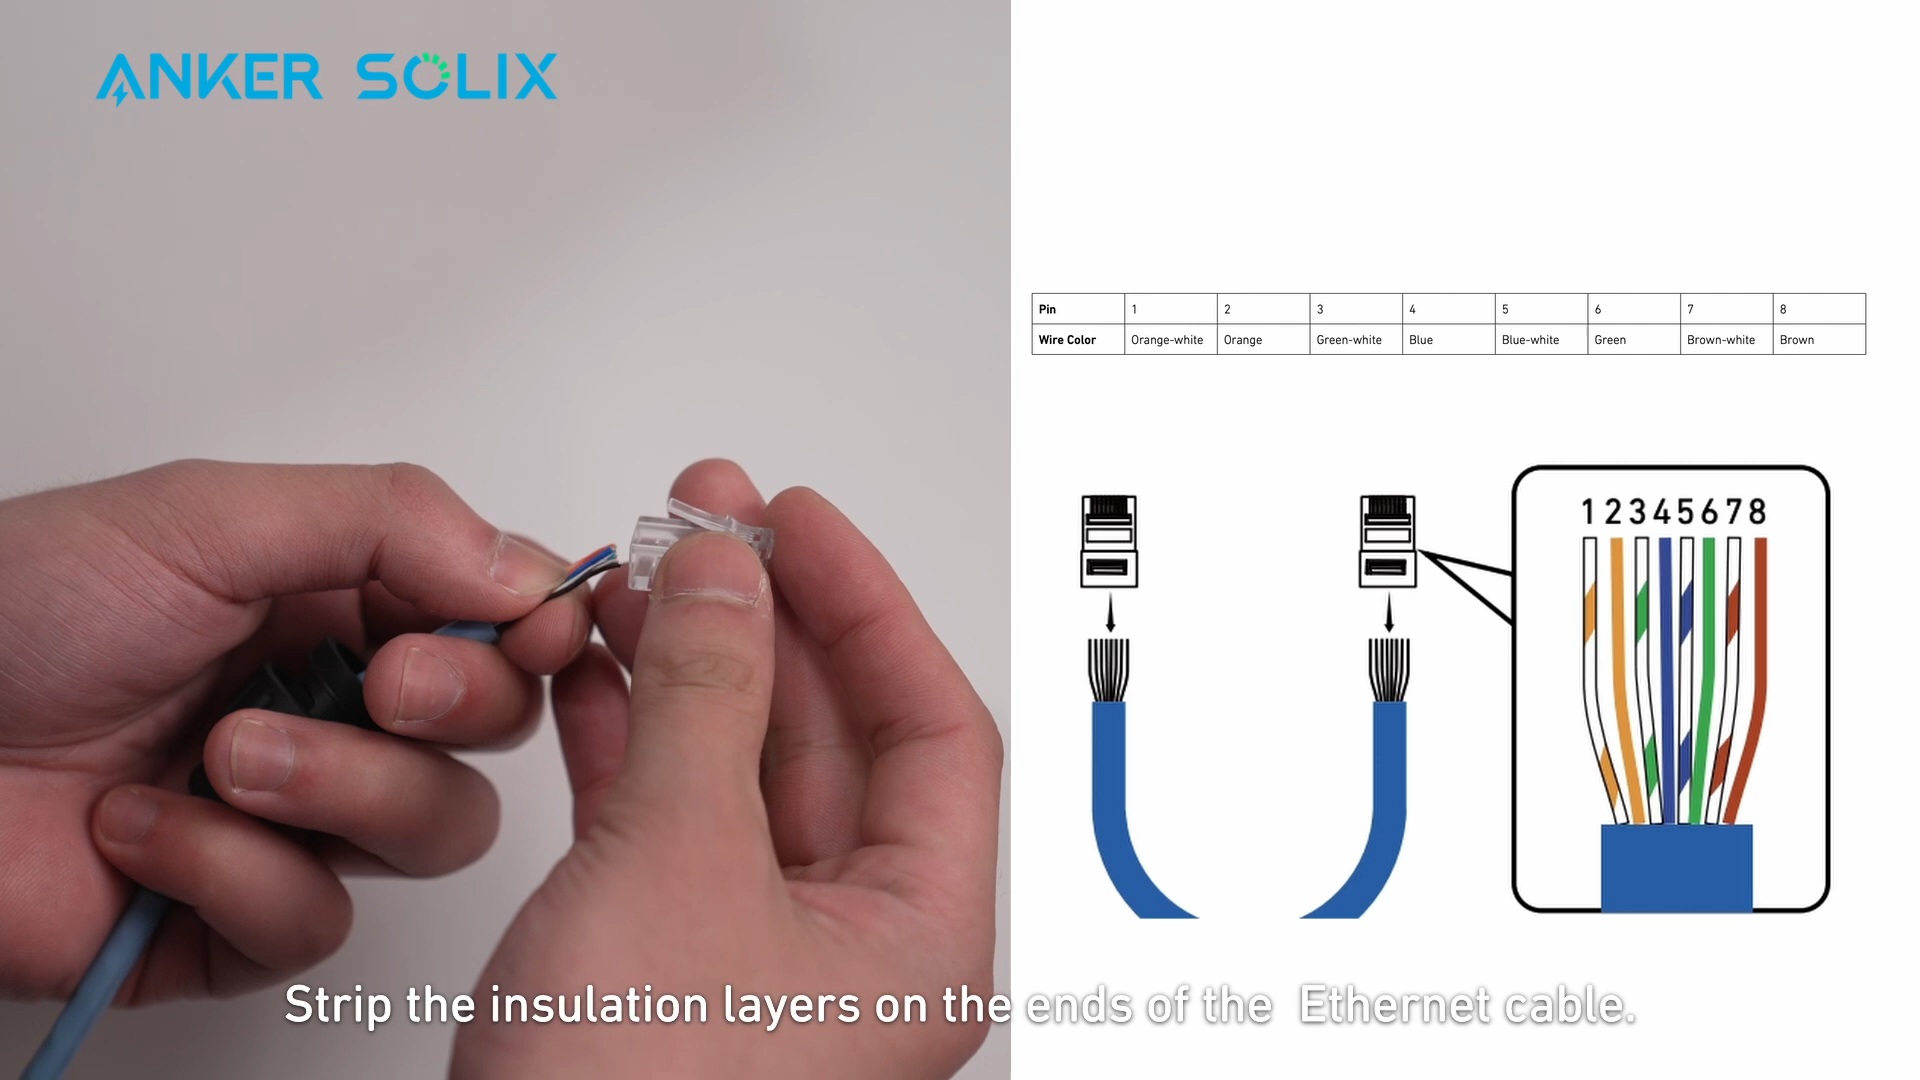 ANKER SOLIX
Pin 1 2 3 4 5 6 7 8
Wire Color Orange-white Orange Green-white Blue Blue-white Green Brown-white Brown
12345678
Strip the insulation layers on the ends of the Ethernet cable.